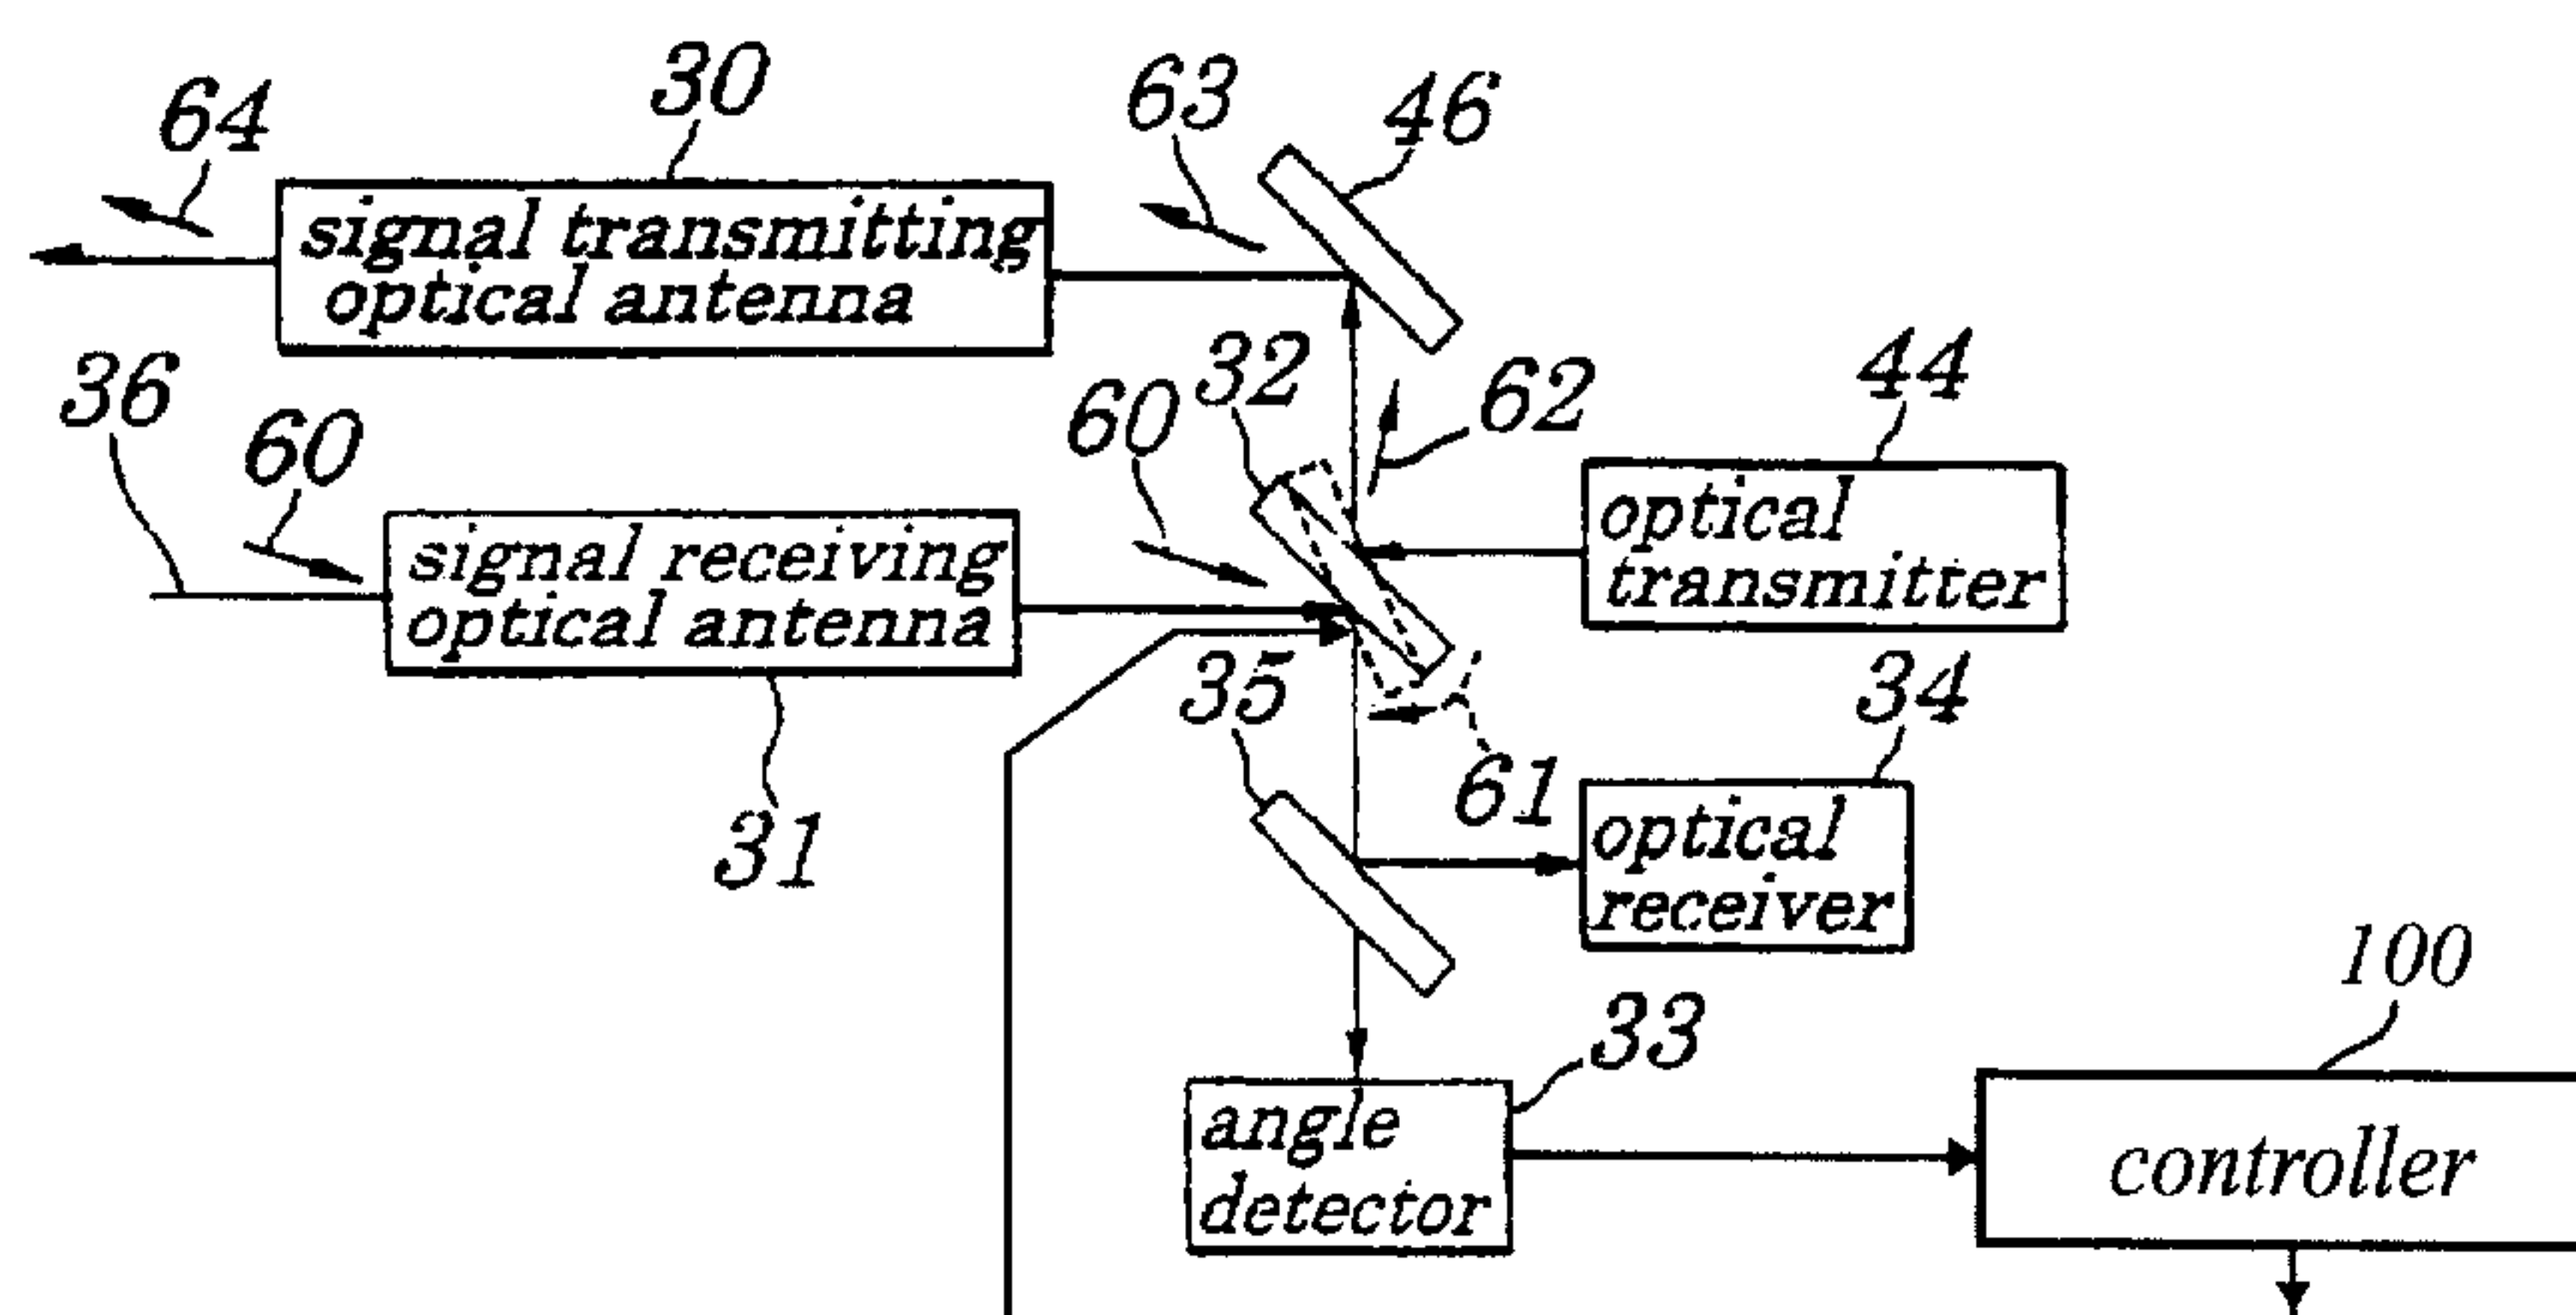 30
63
46
64
signal transmitting
optical antenna
32
44
36
60
60
62
optical
transmitter
signal receiving
optical antenna
35
34
61
31
optical
receiver
100
33
angle
detector
controller